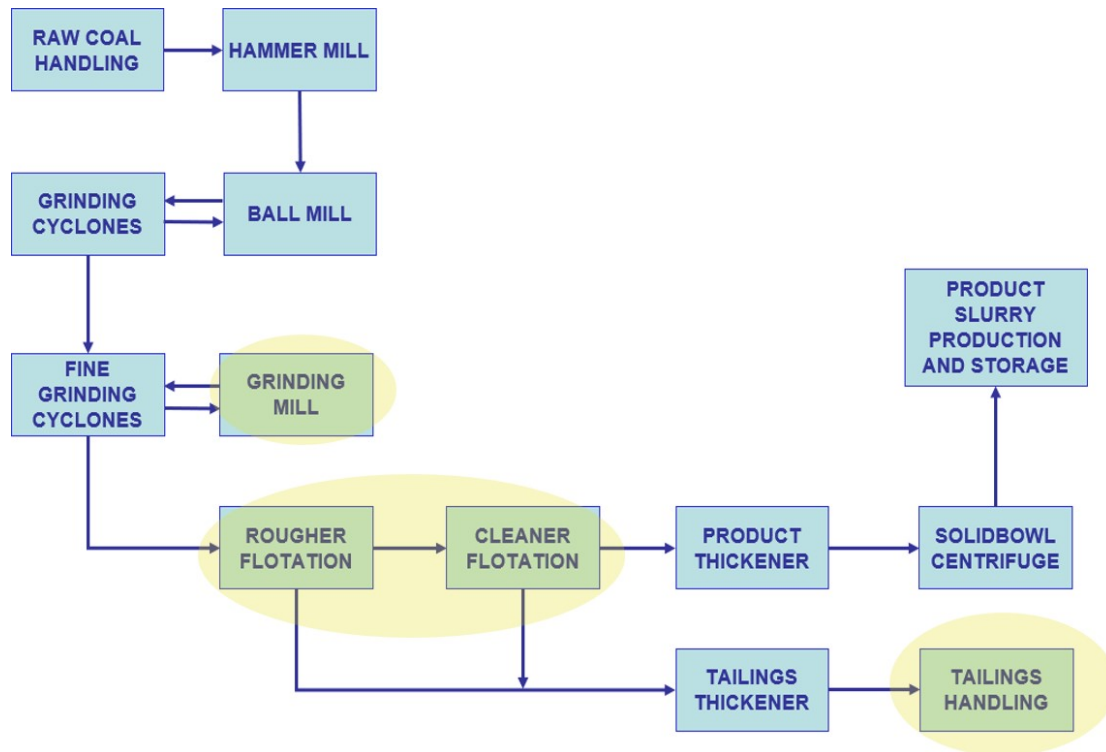 RAW COAL
HANDLING
HAMMER MILL
GRINDING
CYCLONES
BALL MILL
PRODUCT
SLURRY
PRODUCTION
AND STORAGE
FINE
GRINDING
CYCLONES
GRINDING
MILL
ROUGHER
FLOTATION
CLEANER
FLOTATION
PRODUCT
THICKENER
SOLIDBOWL
CENTRIFUGE
TAILINGS
THICKENER
TAILINGS
HANDLING